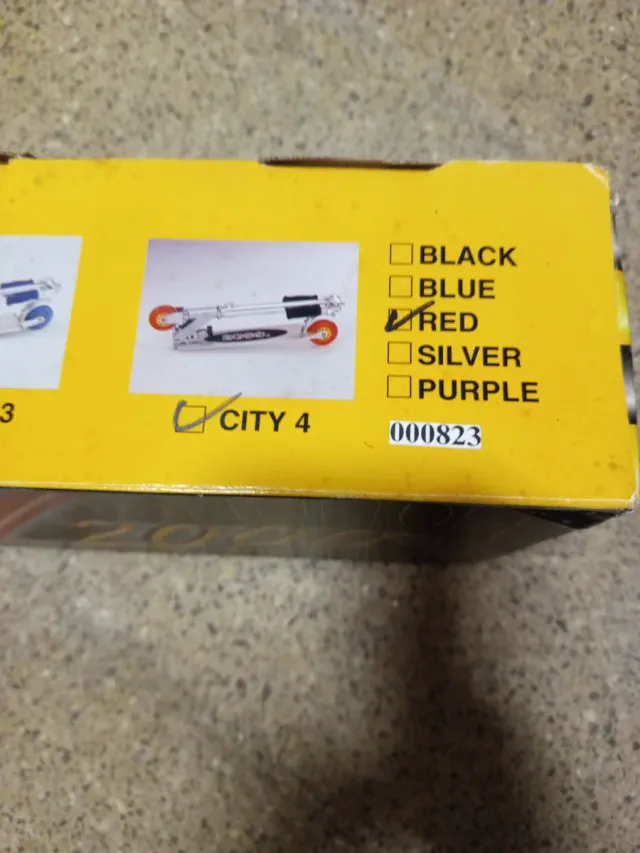 BLACK
BLUE
RED
SILVER
PURPLE
3
CITY 4
000823